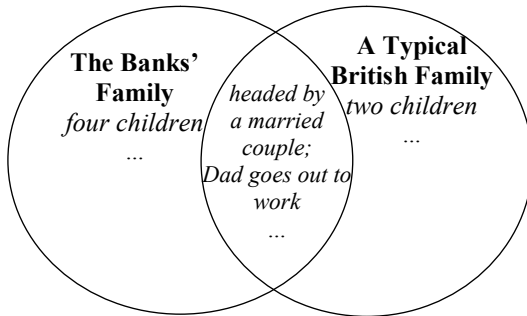 The Banks'
Family
four children
...
headed by
a married
couple;
Dad goes out to
work
...
A Typical
British Family
two children
...